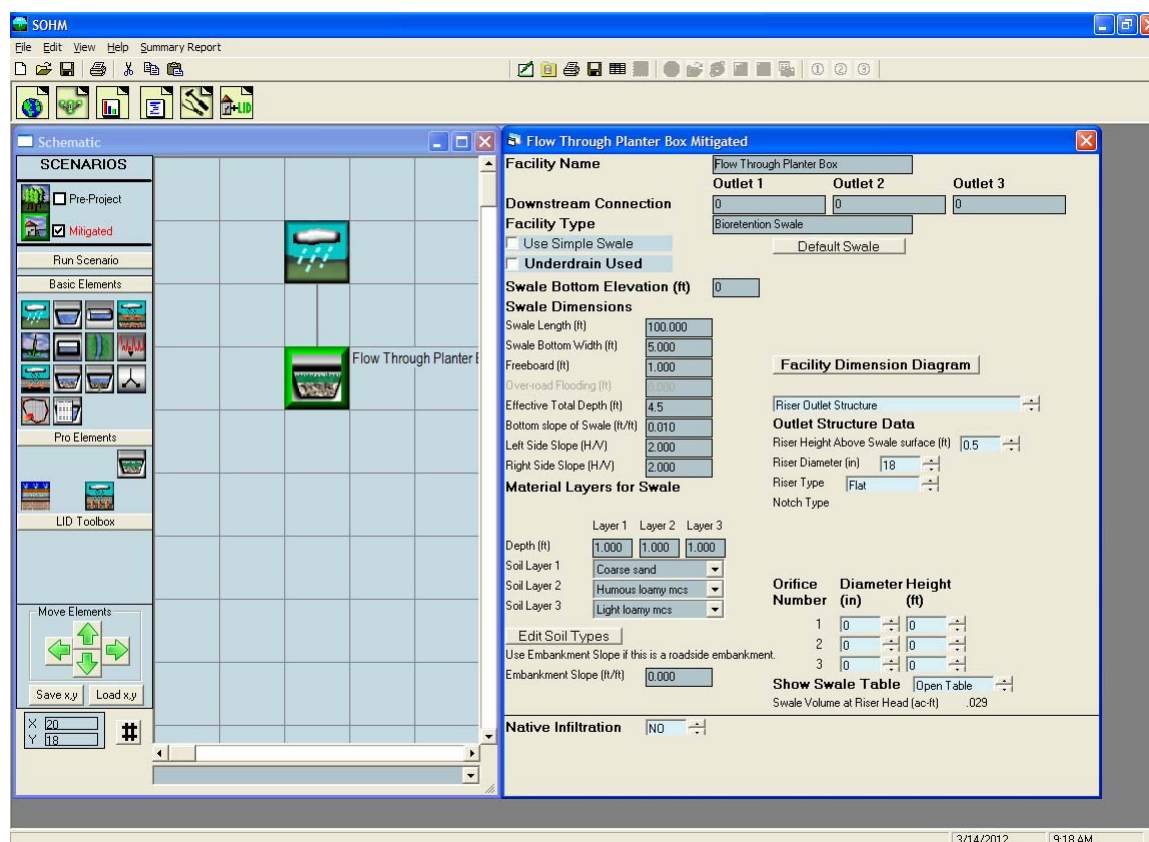 SOHM
File Edit View Help Summary Report
Schematic
SCENARIOS
Pre-Project
Mitigated
Run Scenario
Basic Elements
Pro Elements
LID Toolbox
Move Elements
Save x,y Load x,y
X 20
Y 18
#
+LID
Flow Through Planter
Flow Through Planter Box Mitigated
Facility Name Flow Through Planter Box
Outlet 1 Outlet 2 Outlet 3
Downstream Connection 0 0 0
Facility Type Bioretention Swale
Use Simple Swale Default Swale
Underdrain Used
Swale Bottom Elevation (ft) 0
Swale Dimensions
Swale Length (ft) 100.000
Swale Bottom Width (ft) 5.000
Freeboard (ft) 1.000
Over-road Flooding (ft) 0.000
Effective Total Depth (ft) 4.5
Bottom slope of Swale (ft/ft) 0.010
Left Side Slope (H/V) 2.000
Right Side Slope (H/V) 2.000
Material Layers for Swale
Layer 1 Layer 2 Layer 3
Depth (ft) 1.000 1.000 1.000
Soil Layer 1 Coarse sand
Soil Layer 2 Humous loamy mcs
Soil Layer 3 Light loamy mcs
Edit Soil Types
Use Embankment Slope if this is a roadside embankment.
Embankment Slope (ft/ft) 0.000
Native Infiltration NO
Facility Dimension Diagram
Riser Outlet Structure
Outlet Structure Data
Riser Height Above Swale surface (ft) 0.5
Riser Diameter (in) 18
Riser Type Flat
Notch Type
Orifice Diameter Height
Number (in) (ft)
1 0 0
2 0 0
3 0 0
Show Swale Table Open Table
Swale Volume at Riser Head (ac-ft) .029
3/14/2012 9:18 AM